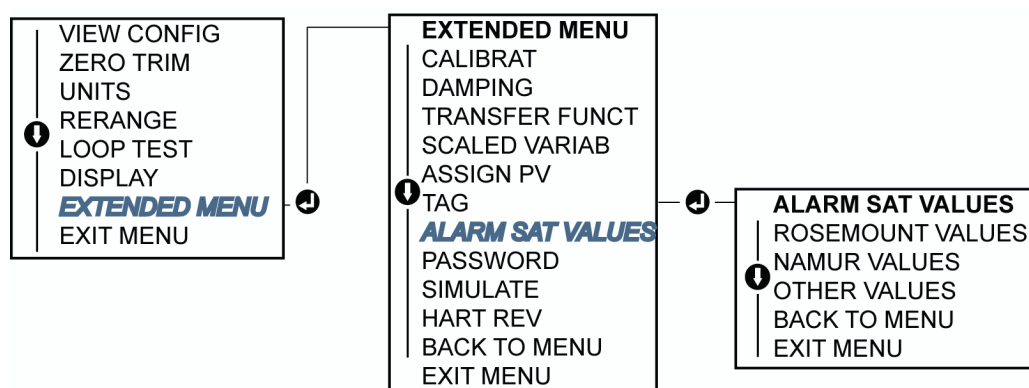 VIEW CONFIG
ZERO TRIM
UNITS
RERANGE
LOOP TEST
DISPLAY
EXTENDED MENU
EXIT MENU
EXTENDED MENU
CALIBRAT
DAMPING
TRANSFER FUNCT
SCALED VARIAB
ASSIGN PV
TAG
ALARM SAT VALUES
PASSWORD
SIMULATE
HART REV
BACK TO MENU
EXIT MENU
ALARM SAT VALUES
ROSEMOUNT VALUES
NAMUR VALUES
OTHER VALUES
BACK TO MENU
EXIT MENU